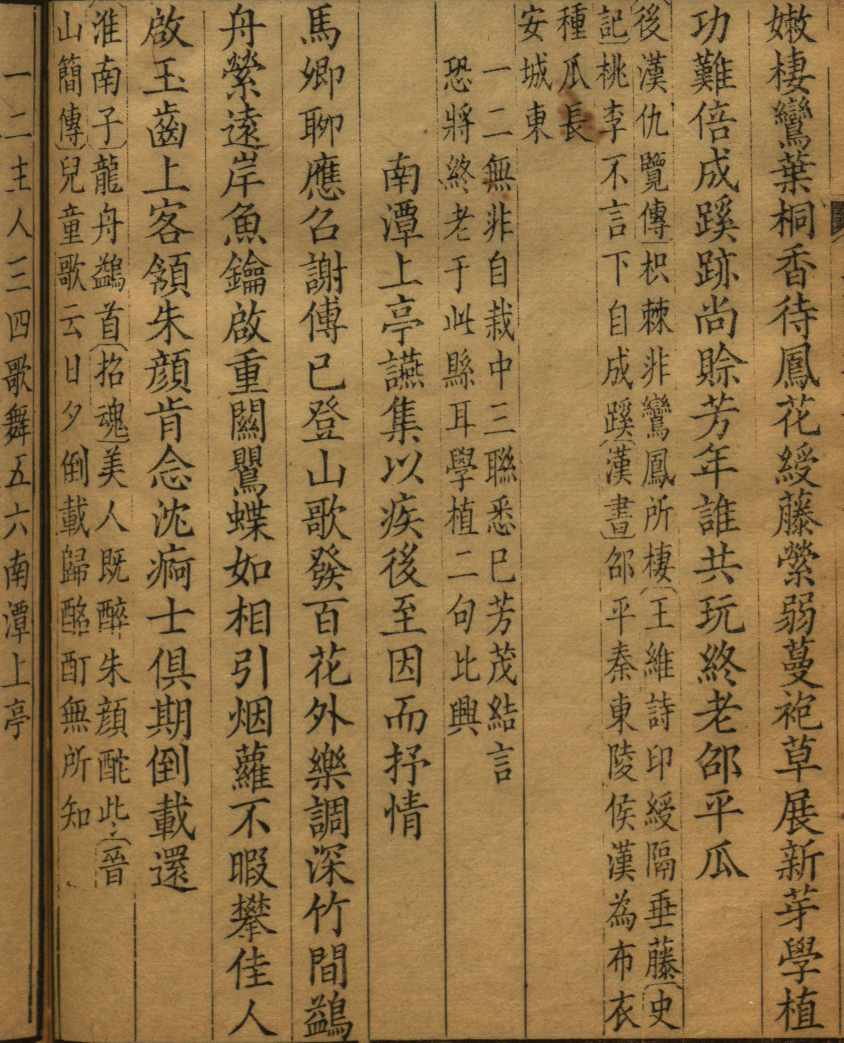 嫩棲鸞葉桐香待鳳花綬藤縈弱蔓袍草展新芽學植
功難倍成蹊跡尚賒芳年誰共玩終老邵平瓜
後漢仇覽傳枳棘非鸞鳳所棲王維詩印綬隔垂藤史
記桃李不言下自成蹊漢書邵平秦東陵侯漢為布衣
種瓜長
安城東
一二無非自栽中三聯悉巳芳茂結言
恐將終老于此縣耳學植二句比興
南潭上亭讌集以疾後至因而抒情
馬卿聊應召謝傅已登山歌發百花外樂調深竹間鷁
舟縈遠岸魚鑰啟重關鸎蝶如相引烟蘿不暇攀佳人
啟玉齒上客頷朱顏肯念沈痾士俱期倒載還
淮南子龍舟鷁首招魂美人既醉朱顏酡些晉
山簡傳兒童歌云日夕倒載歸酩酊無所知
一二主人三四歌舞五六南潭上亭